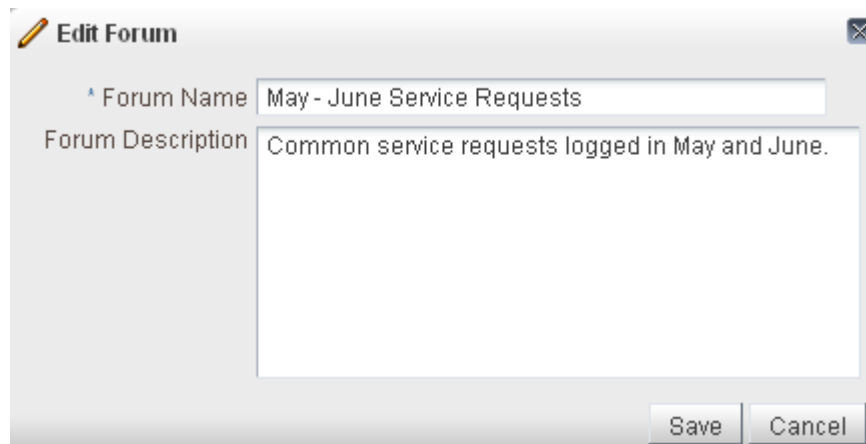 Edit Forum
* Forum Name May - June Service Requests
Forum Description Common service requests logged in May and June.
Save Cancel